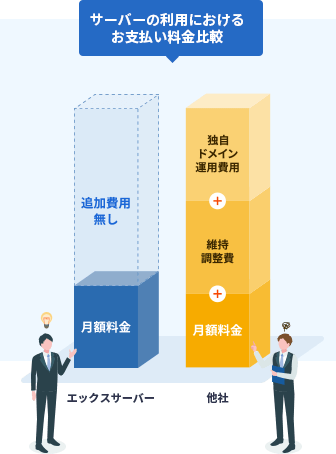 サーバーの利用における
お支払い料金比較
追加費用
無し
月額料金
独自
ドメイン
運用費用
+
維持
調整費
+
月額料金
エックスサーバー
他社